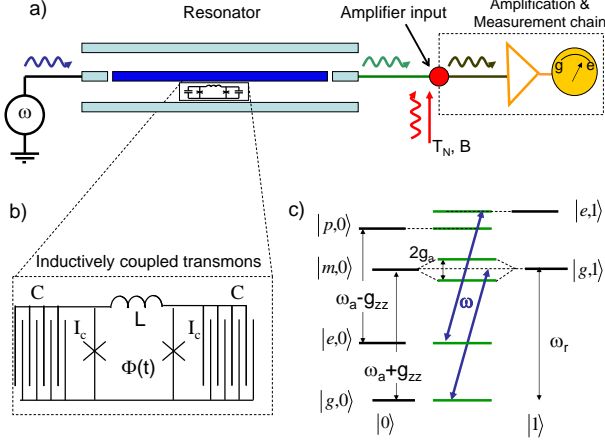 a)
Resonator
Amplifier input
Amplification &
Measurement chain
g e
ω
T_N, B
b)
Inductively coupled transmons
C
C
L
I_c
I_c
Φ(t)
c)
|p,0⟩
|m,0⟩
|e,0⟩
|g,0⟩
|0⟩
ω_a-g_zz
ω_a+g_zz
2g_a
ω
|e,1⟩
|g,1⟩
ω_r
|1⟩